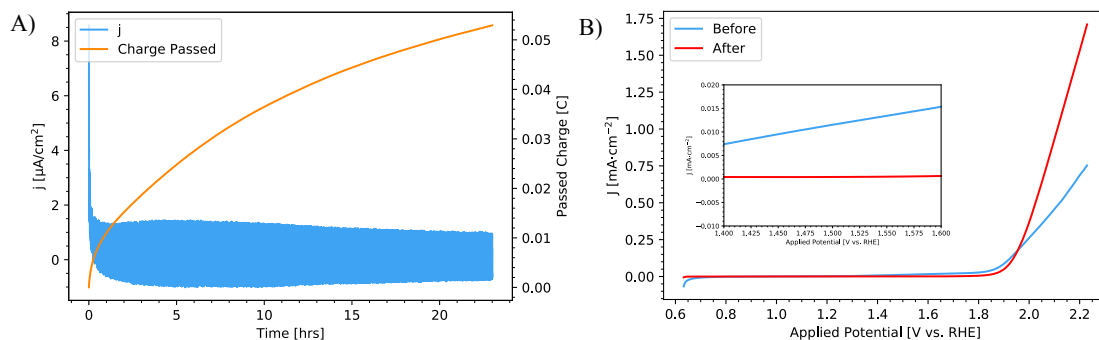 A)
j
Charge Passed
8
6
4
2
0
j [µA/cm²]
0.05
0.04
0.03
0.02
0.01
0.00
Passed Charge [C]
0 5 10 15 20
Time [hrs]
B)
Before
After
1.75
1.50
1.25
1.00
0.75
0.50
0.25
0.00
J [mA·cm⁻²]
0.020
0.015
0.010
0.005
0.000
−0.005
−0.010
J [mA·cm⁻²]
1.400 1.425 1.450 1.475 1.500 1.525 1.550 1.575 1.600
Applied Potential [V vs. RHE]
0.6 0.8 1.0 1.2 1.4 1.6 1.8 2.0 2.2
Applied Potential [V vs. RHE]